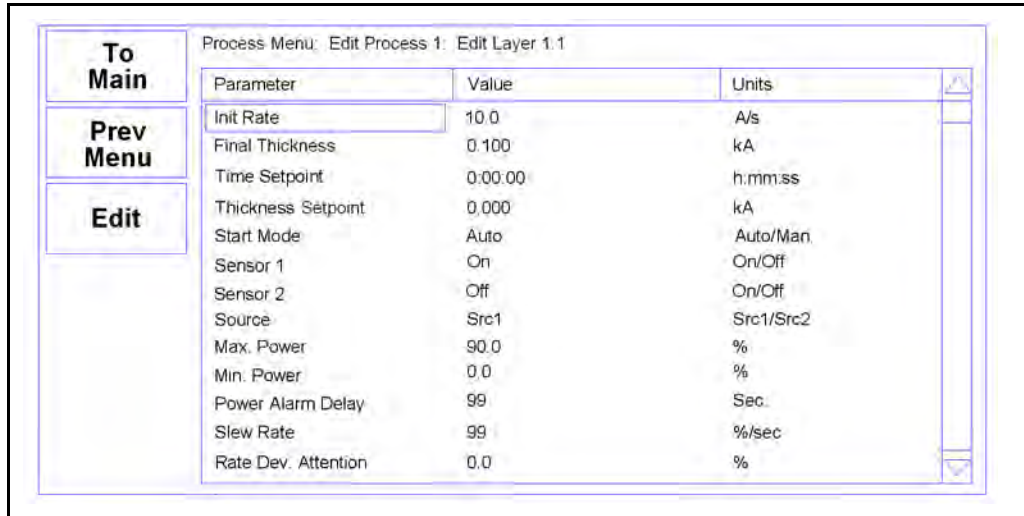 To
Main
Prev
Menu
Edit
Process Menu: Edit Process 1: Edit Layer 1.1
Parameter Value Units
Init Rate 10.0 A/s
Final Thickness 0.100 kA
Time Setpoint 0:00:00 h:mm:ss
Thickness Setpoint 0.000 kA
Start Mode Auto Auto/Man
Sensor 1 On On/Off
Sensor 2 Off On/Off
Source Src1 Src1/Src2
Max. Power 90.0 %
Min. Power 0.0 %
Power Alarm Delay 99 Sec.
Slew Rate 99 %/sec
Rate Dev. Attention 0.0 %